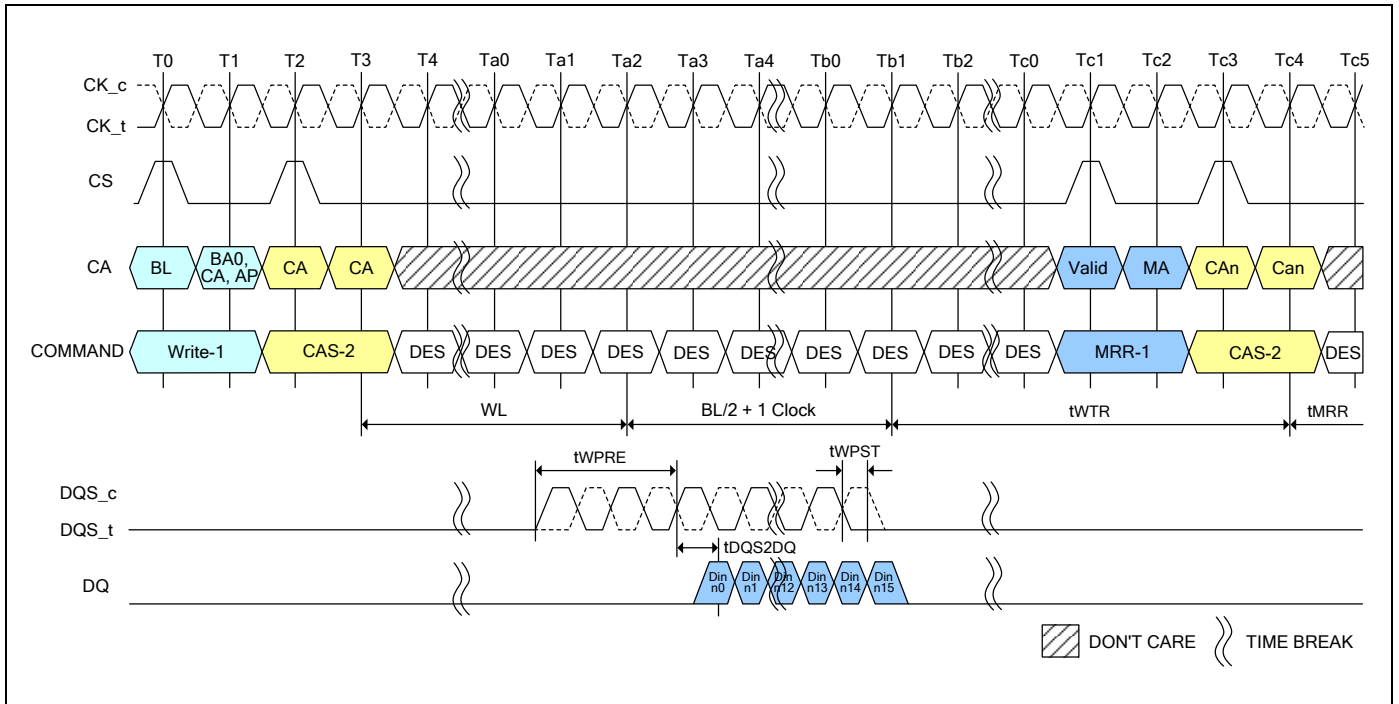 T0 T1 T2 T3 T4 Ta0 Ta1 Ta2 Ta3 Ta4 Tb0 Tb1 Tb2 Tc0 Tc1 Tc2 Tc3 Tc4 Tc5
CK_c
CK_t
CS
CA BL BA0, CA, AP CA CA Valid MA CAn Can
COMMAND Write-1 CAS-2 DES DES DES DES DES DES DES DES DES DES MRR-1 CAS-2 DES
WL BL/2 + 1 Clock tWTR tMRR
tWPRE tWPST
DQS_c
DQS_t
tDQS2DQ
DQ Din n0 Din n1 Din n12 Din n13 Din n14 Din n15
DON'T CARE TIME BREAK